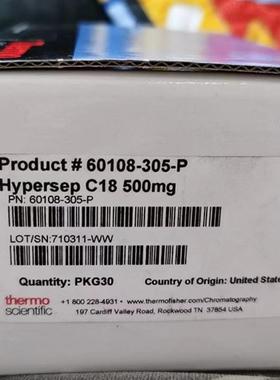 Product # 60108-305-P
Hypersep C18 500mg
PN: 60108-305-P
LOT/SN:710311-WW
Quantity: PKG30 Country of Origin: United State
thermo
scientific
+1 800 228-4931 • www.thermofisher.com/Chromatography
197 Cardiff Valley Road, Rockwood TN 37854 USA